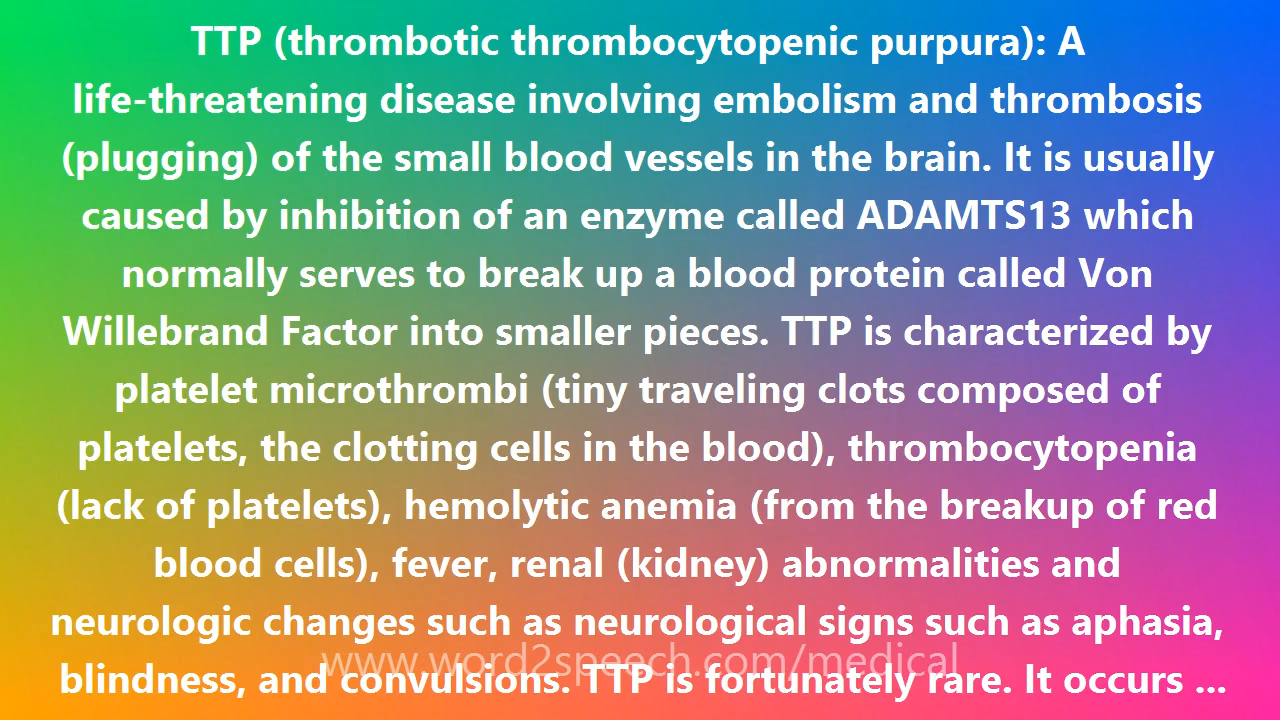 TTP (thrombotic thrombocytopenic purpura): A
life-threatening disease involving embolism and thrombosis
(plugging) of the small blood vessels in the brain. It is usually
caused by inhibition of an enzyme called ADAMTS13 which
normally serves to break up a blood protein called Von
Willebrand Factor into smaller pieces. TTP is characterized by
platelet microthrombi (tiny traveling clots composed of
platelets, the clotting cells in the blood), thrombocytopenia
(lack of platelets), hemolytic anemia (from the breakup of red
blood cells), fever, renal (kidney) abnormalities and
neurologic changes such as neurological signs such as aphasia,
www.word2speech.com/medical
blindness, and convulsions. TTP is fortunately rare. It occurs ...